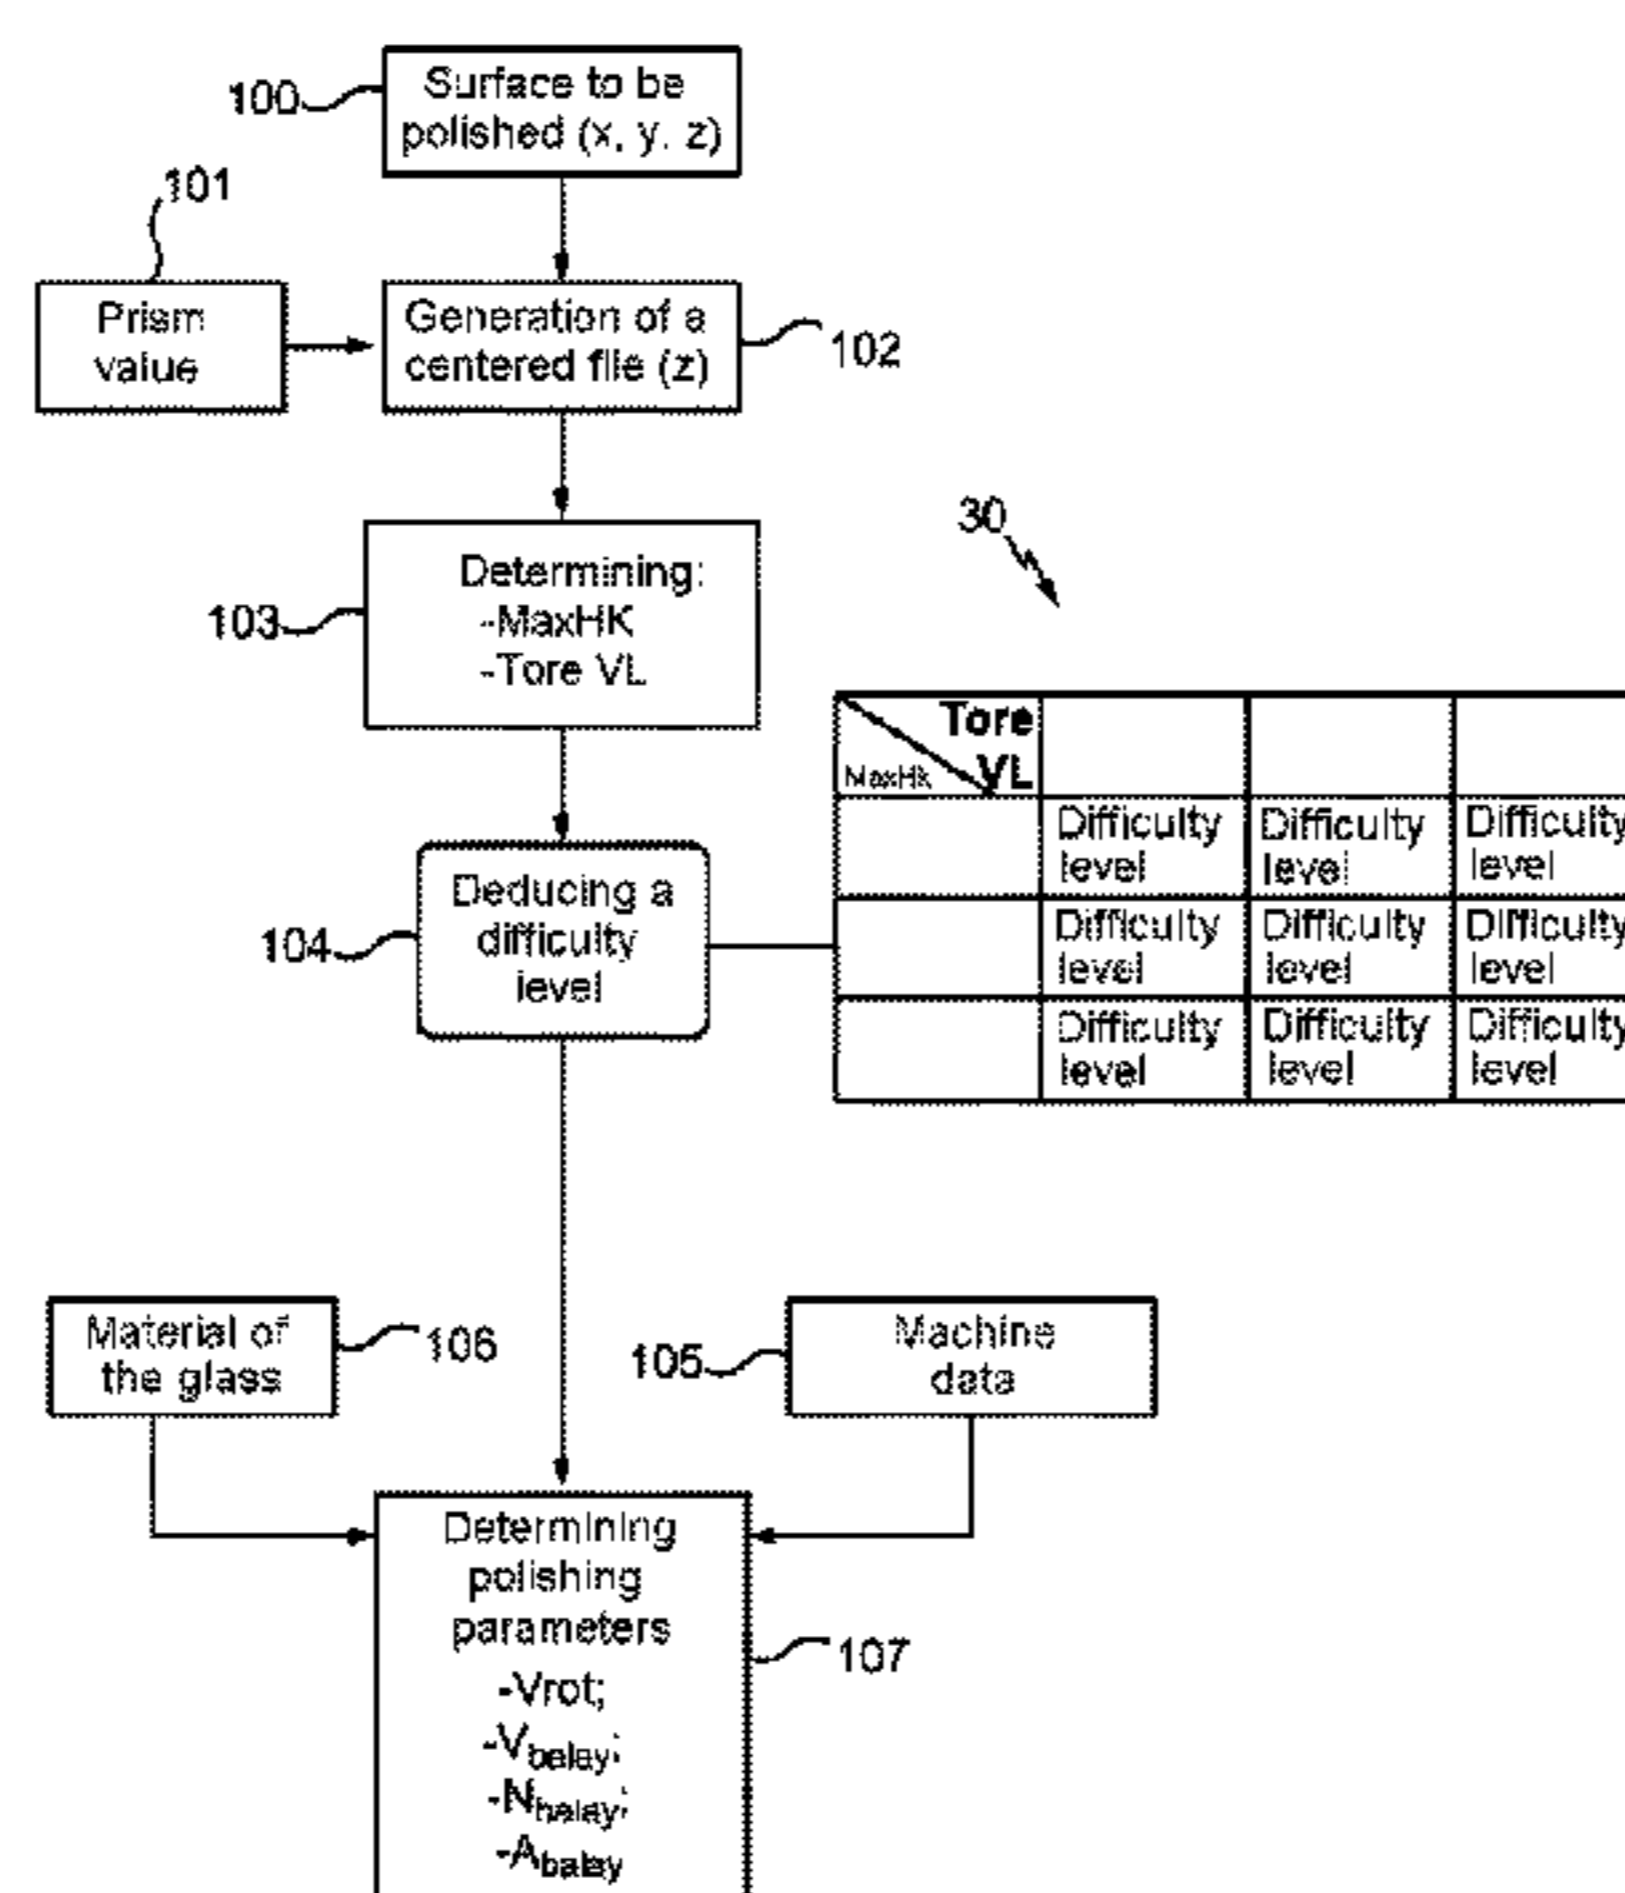 100
Surface to be
polished (x, y, z)
101
Prism
value
Generation of a
centered file (z)
102
103
Determining:
-MaxHK
-Tore VL
30
Tore
VL
MaxHk
Difficulty
level
Difficulty
level
Difficulty
level
Difficulty
level
Difficulty
level
Difficulty
level
Difficulty
level
Difficulty
level
Difficulty
level
104
Deducing a
difficulty
level
Material of
the glass
106
105
Machine
data
Determining
polishing
parameters
-Vrot;
-Vbalay;
-Nbalay;
-Abalay
107